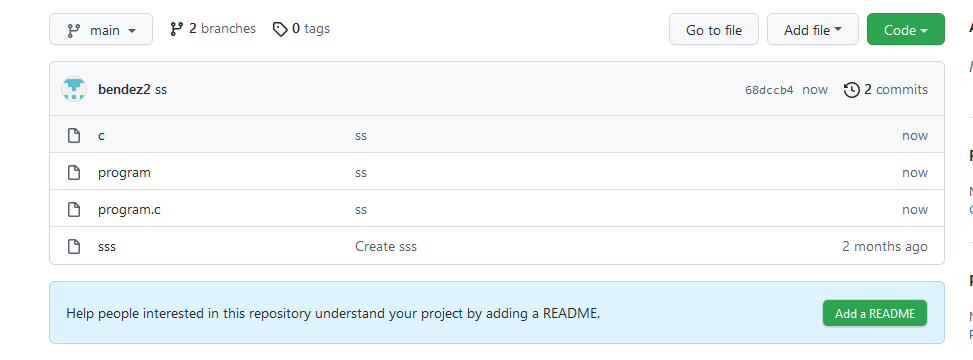 main 2 branches 0 tags Go to file Add file Code
bendez2 ss 68dccb4 now 2 commits
c ss now
program ss now
program.c ss now
sss Create sss 2 months ago
Help people interested in this repository understand your project by adding a README. Add a README